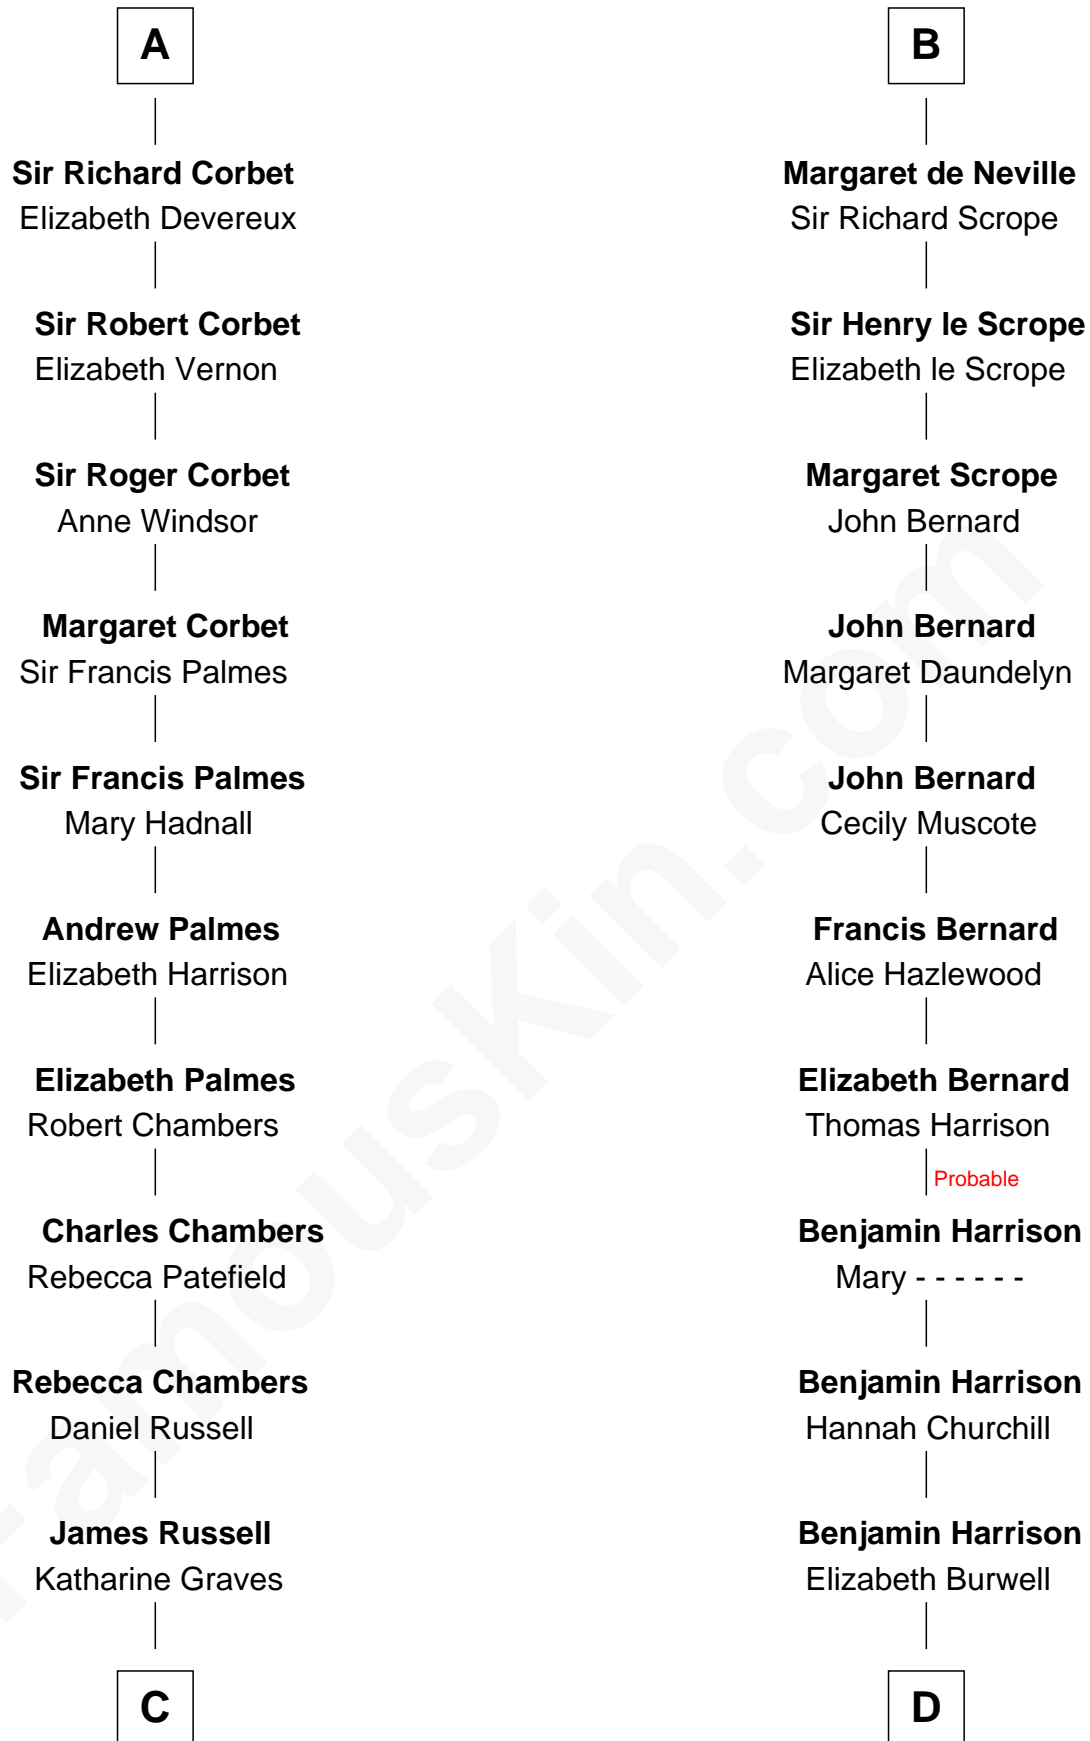 A
Sir Richard Corbet
Elizabeth Devereux
Sir Robert Corbet
Elizabeth Vernon
Sir Roger Corbet
Anne Windsor
Margaret Corbet
Sir Francis Palmes
Sir Francis Palmes
Mary Hadnall
Andrew Palmes
Elizabeth Harrison
Elizabeth Palmes
Robert Chambers
Charles Chambers
Rebecca Patefield
Rebecca Chambers
Daniel Russell
James Russell
Katharine Graves
C
B
Margaret de Neville
Sir Richard Scrope
Sir Henry le Scrope
Elizabeth le Scrope
Margaret Scrope
John Bernard
John Bernard
Margaret Daundelyn
John Bernard
Cecily Muscote
Francis Bernard
Alice Hazlewood
Elizabeth Bernard
Thomas Harrison
Probable
Benjamin Harrison
Mary - - - - - -
Benjamin Harrison
Hannah Churchill
Benjamin Harrison
Elizabeth Burwell
D
FamousKin.com